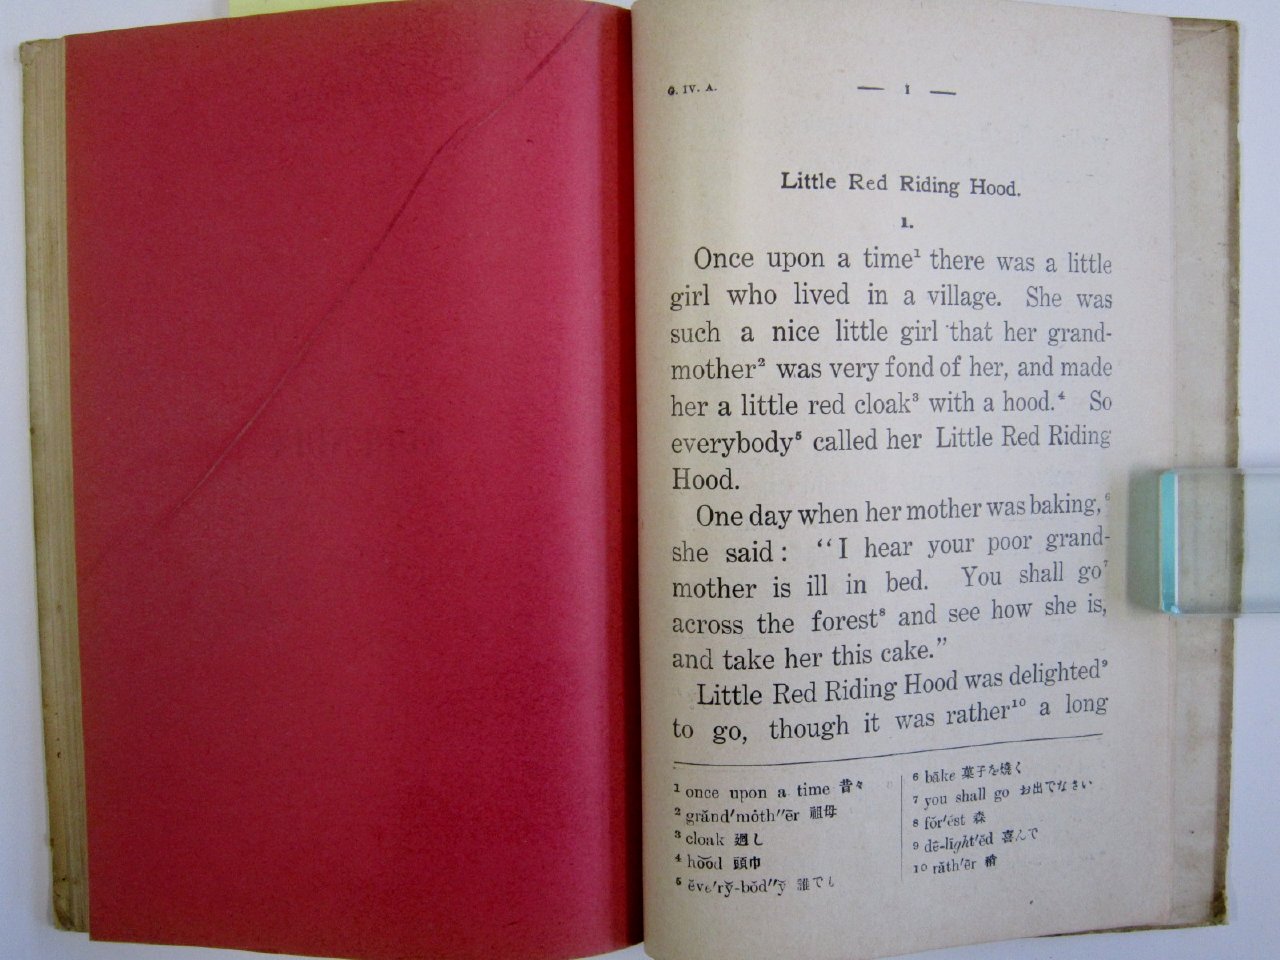 G. IV. A.
— 1 —
Little Red Riding Hood.
1.
Once upon a time¹ there was a little
girl who lived in a village. She was
such a nice little girl that her grand-
mother² was very fond of her, and made
her a little red cloak³ with a hood.⁴ So
everybody⁵ called her Little Red Riding
Hood.
One day when her mother was baking,⁶
she said: “I hear your poor grand-
mother is ill in bed. You shall go⁷
across the forest⁸ and see how she is,
and take her this cake.”
Little Red Riding Hood was delighted⁹
to go, though it was rather¹⁰ a long
¹ once upon a time 昔々
² grănd′mŏth″ẽr 祖母
³ cloak 廻し
⁴ ho͝od 頭巾
⁵ ĕve′rў-bŏd″ў 誰でも
⁶ bāke 菓子を燒く
⁷ you shall go お出でなさい
⁸ fŏr′ĕst 森
⁹ dē-līght′ĕd 喜んで
¹⁰ răth′ẽr 稍